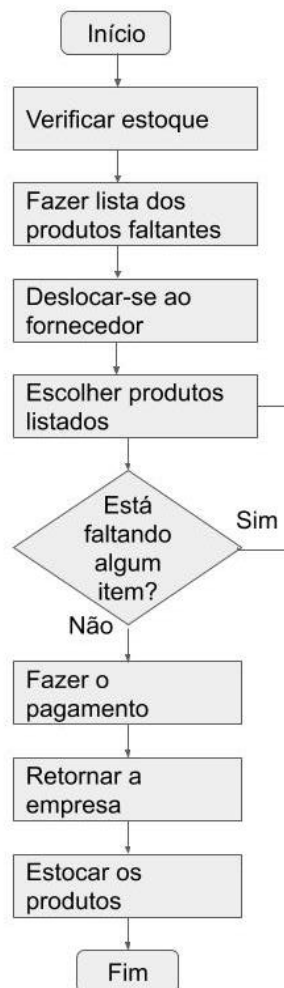 Início
Verificar estoque
Fazer lista dos
produtos faltantes
Deslocar-se ao
fornecedor
Escolher produtos
listados
Está
faltando
algum
item?
Sim
Não
Fazer o
pagamento
Retornar a
empresa
Estocar os
produtos
Fim